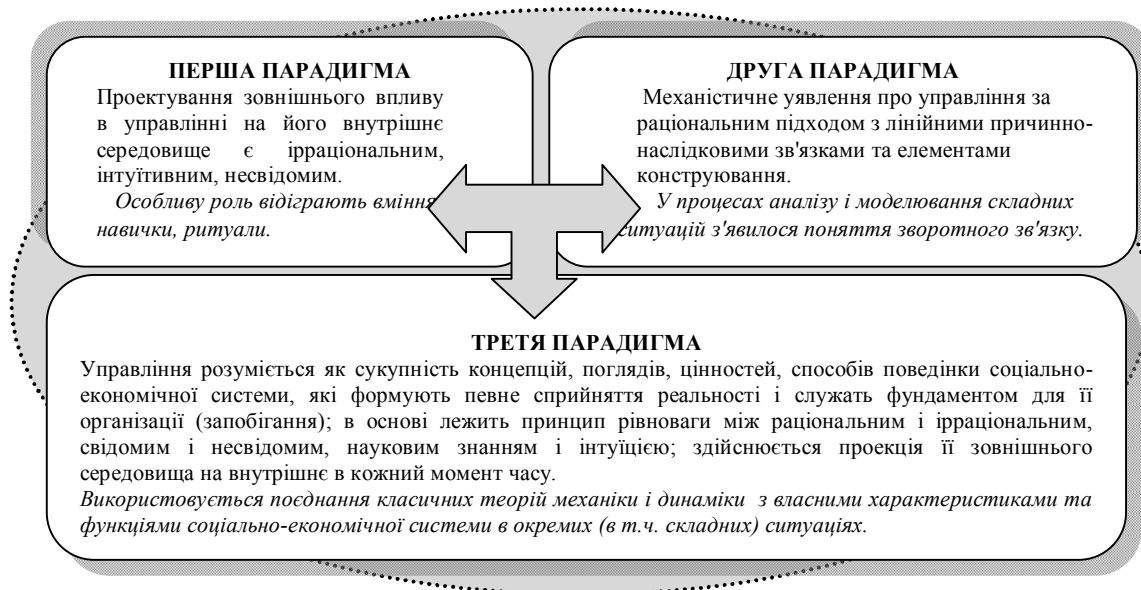 ПЕРША ПАРАДИГМА
Проектування зовнішнього впливу
в управлінні на його внутрішнє
середовище є ірраціональним,
інтуїтивним, несвідомим.
Особливу роль відіграють вміння
навички, ритуали.
ДРУГА ПАРАДИГМА
Механістичне уявлення про управління за
раціональним підходом з лінійними причинно-
наслідковими зв'язками та елементами
конструювання.
У процесах аналізу і моделювання складних
ситуацій з'явилося поняття зворотного зв'язку.
ТРЕТЯ ПАРАДИГМА
Управління розуміється як сукупність концепцій, поглядів, цінностей, способів поведінки соціально-
економічної системи, які формують певне сприйняття реальності і служать фундаментом для її
організації (запобігання); в основі лежить принцип рівноваги між раціональним і ірраціональним,
свідомим і несвідомим, науковим знанням і інтуїцією; здійснюється проекція її зовнішнього
середовища на внутрішнє в кожний момент часу.
Використовується поєднання класичних теорій механіки і динаміки з власними характеристиками та
функціями соціально-економічної системи в окремих (в т.ч. складних) ситуаціях.